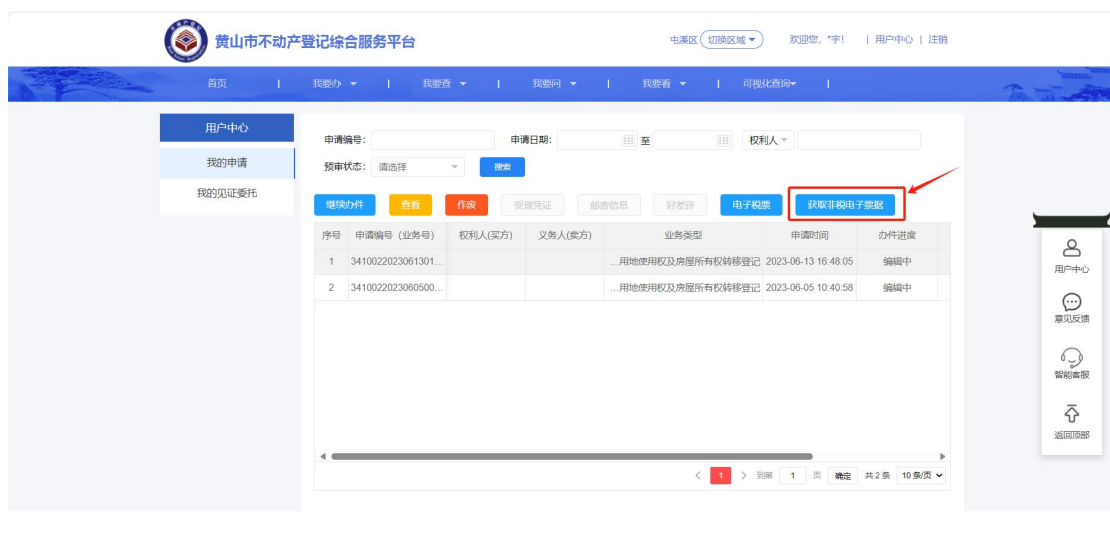 黄山市不动产登记综合服务平台
屯溪区 切换区域 欢迎您，*宇！ | 用户中心 | 注销
首页 | 我要办 | 我要查 | 我要问 | 我要看 | 可视化查询 |
用户中心
我的申请
我的见证委托
申请编号： 申请日期： 至 权利人
预审状态： 请选择 搜索
继续办件 查看 作废 受理凭证 邮寄信息 好差评 电子税票 获取非税电子票据
序号 申请编号（业务号） 权利人(买方) 义务人(卖方) 业务类型 申请时间 办件进度
1 3410022023061301... ...用地使用权及房屋所有权转移登记 2023-06-13 16:48:05 编辑中
2 3410022023060500... ...用地使用权及房屋所有权转移登记 2023-06-05 10:40:58 编辑中
1 到第 1 页 确定 共2条 10条/页
用户中心
意见反馈
智能客服
返回顶部